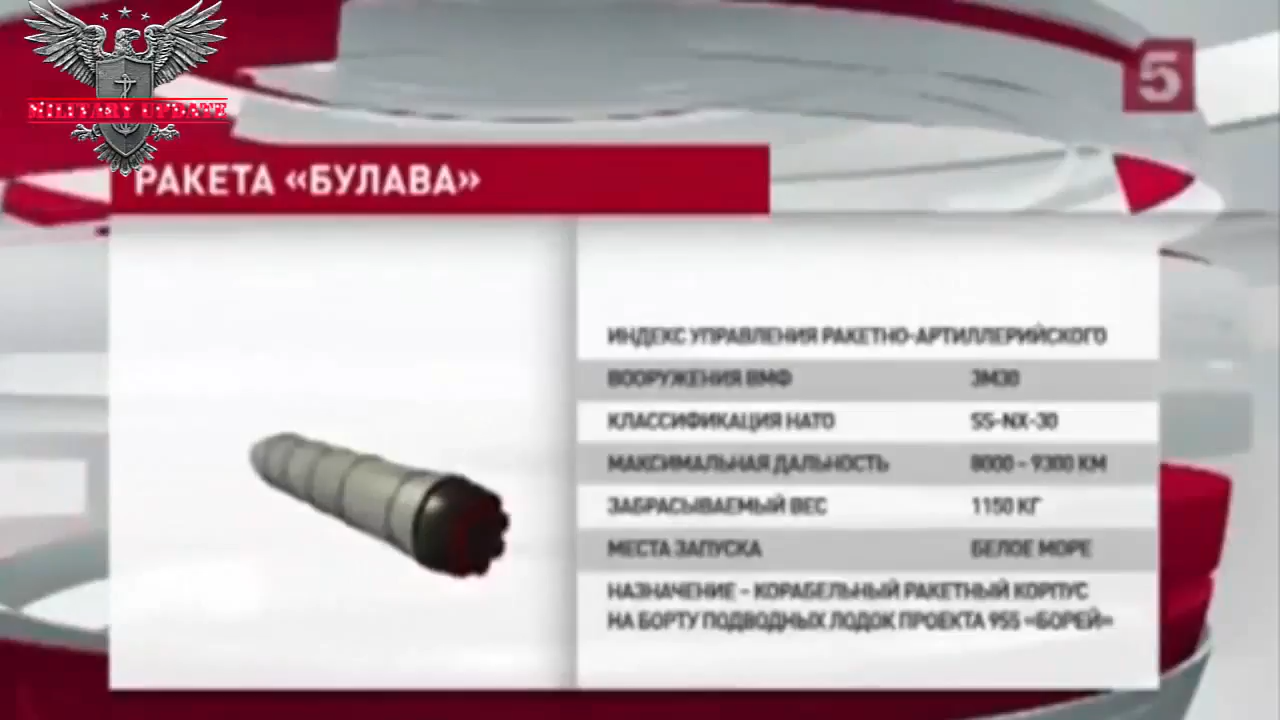 MILITARY UPDATE
5
РАКЕТА «БУЛАВА»
ИНДЕКС УПРАВЛЕНИЯ РАКЕТНО-АРТИЛЛЕРИЙСКОГО
ВООРУЖЕНИЯ ВМФ 3М30
КЛАССИФИКАЦИЯ НАТО SS-NX-30
МАКСИМАЛЬНАЯ ДАЛЬНОСТЬ 8000 – 9300 КМ
ЗАБРАСЫВАЕМЫЙ ВЕС 1150 КГ
МЕСТА ЗАПУСКА БЕЛОЕ МОРЕ
НАЗНАЧЕНИЕ – КОРАБЕЛЬНЫЙ РАКЕТНЫЙ КОРПУС
НА БОРТУ ПОДВОДНЫХ ЛОДОК ПРОЕКТА 955 «БОРЕЙ»